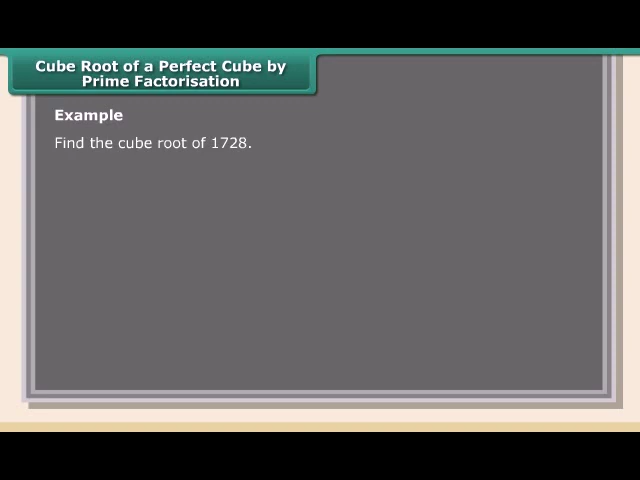 Cube Root of a Perfect Cube by
Prime Factorisation
Example
Find the cube root of 1728.